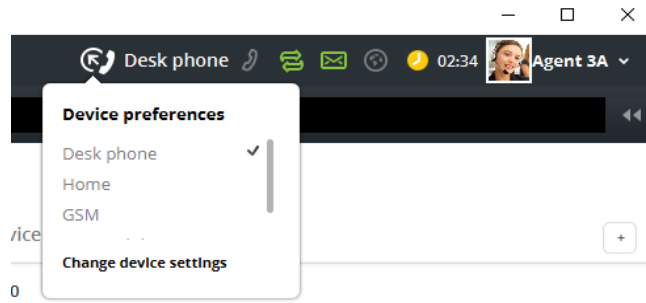 Desk phone 02:34 Agent 3A
Device preferences
Desk phone
Home
GSM
vice
+
Change device settings
0